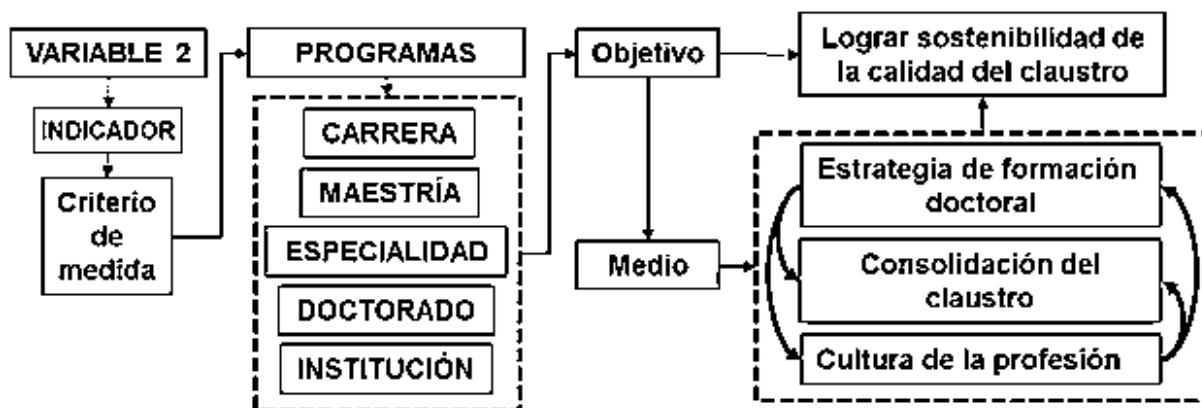 VARIABLE 2
INDICADOR
Criterio
de
medida
PROGRAMAS
CARRERA
MAESTRÍA
ESPECIALIDAD
DOCTORADO
INSTITUCIÓN
Objetivo
Medio
Lograr sostenibilidad de
la calidad del claustro
Estrategia de formación
doctoral
Consolidación del
claustro
Cultura de la profesión